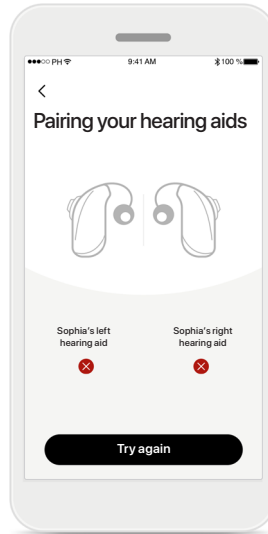 PH 9:41 AM 100 %
Pairing your hearing aids
Sophia's left
hearing aid
Sophia's right
hearing aid
Try again